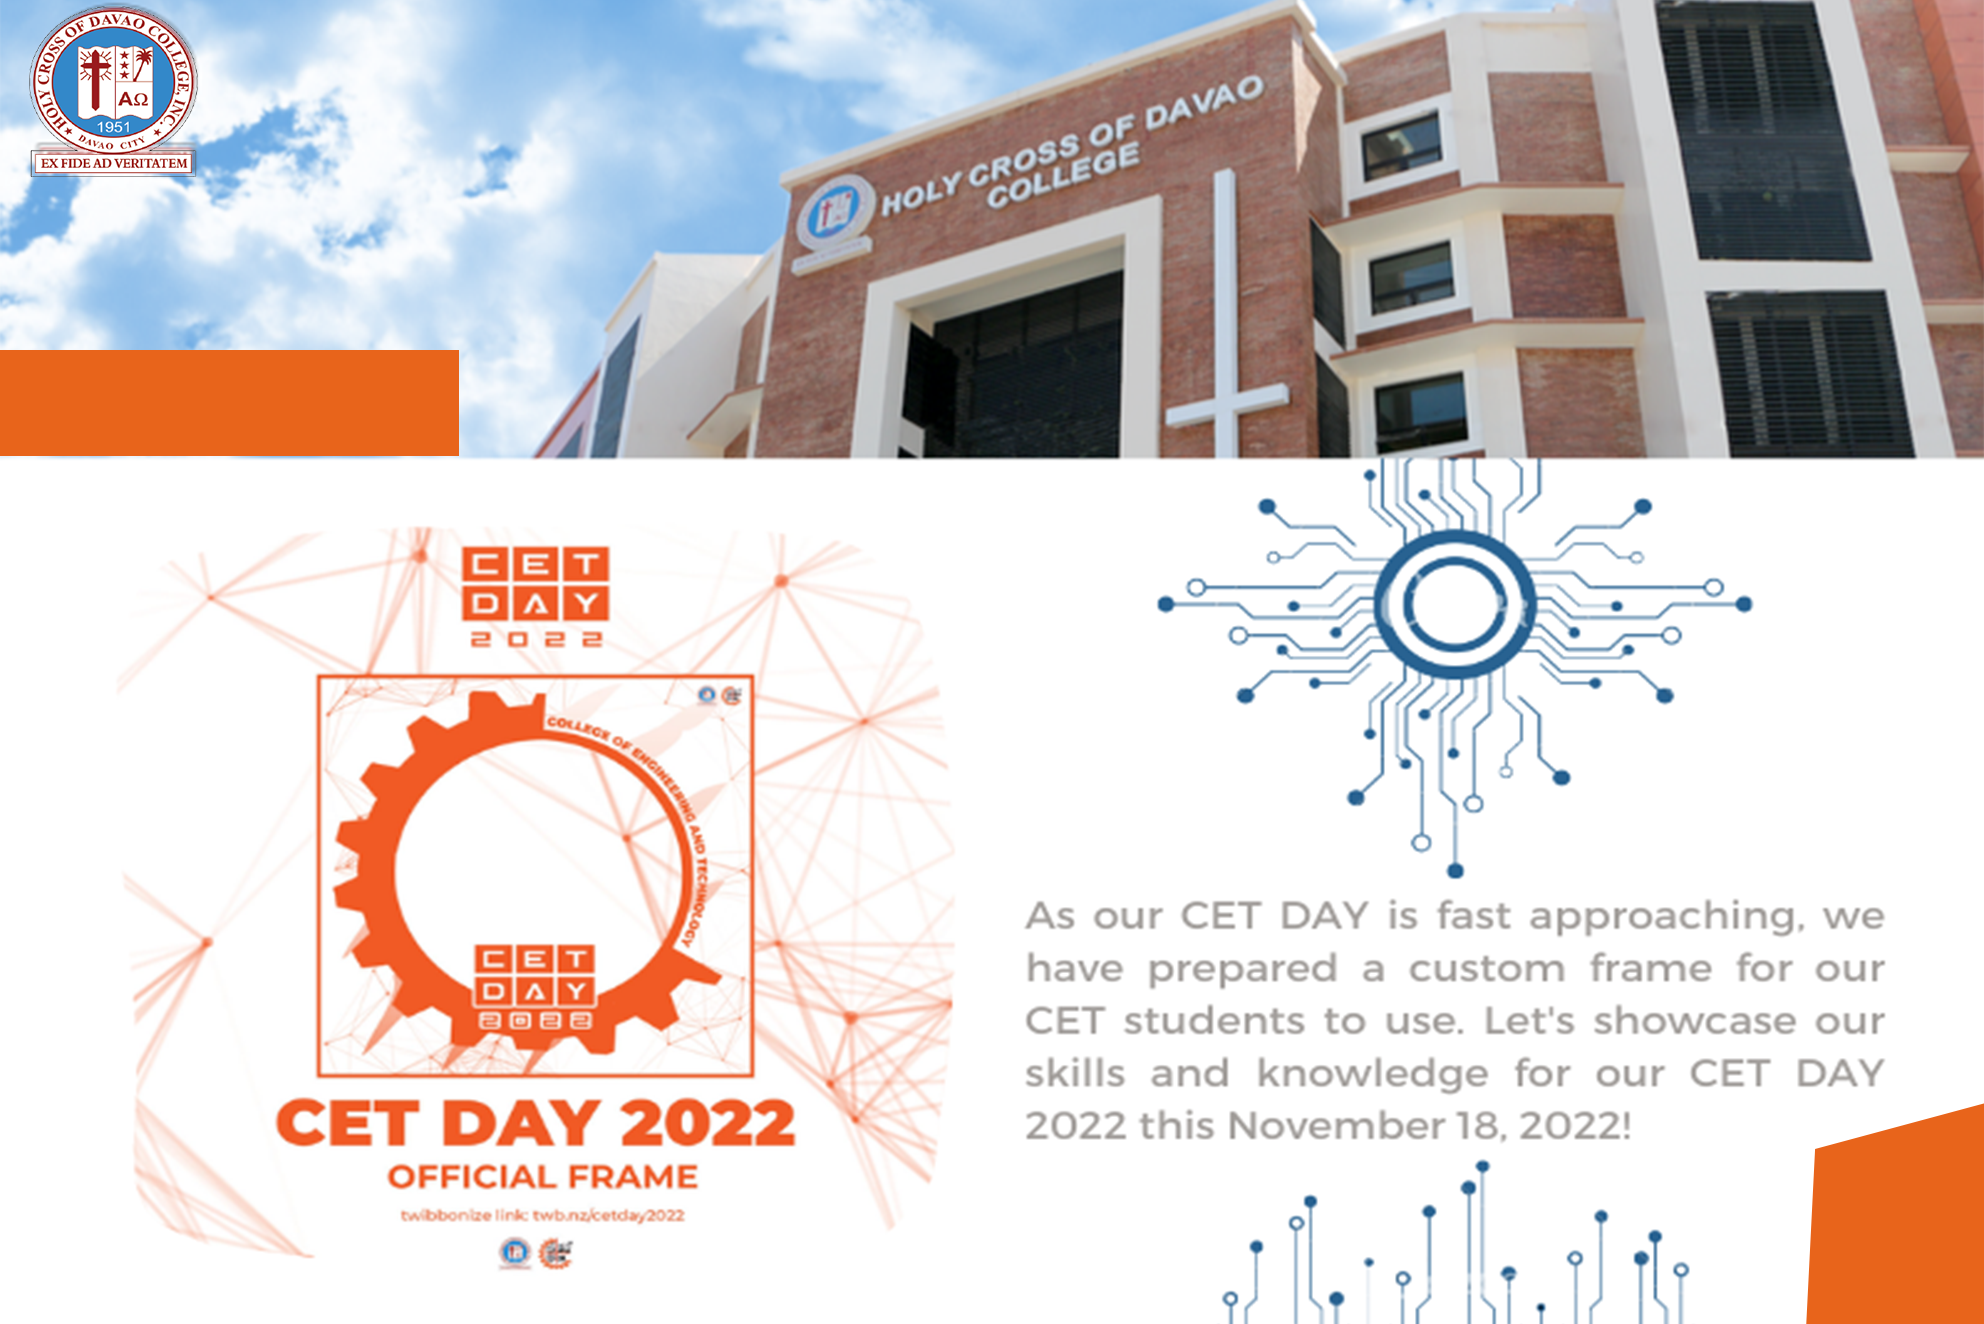 HOLY CROSS OF DAVAO COLLEGE, INC.
ΑΩ
1951
DAVAO CITY
EX FIDE AD VERITATEM
HOLY CROSS OF DAVAO
COLLEGE
CET
DAY
2022
COLLEGE OF ENGINEERING AND TECHNOLOGY
CET
DAY
2022
CET DAY 2022
OFFICIAL FRAME
twibbonize link: twb.nz/cetday2022
As our CET DAY is fast approaching, we
have prepared a custom frame for our
CET students to use. Let's showcase our
skills and knowledge for our CET DAY
2022 this November 18, 2022!